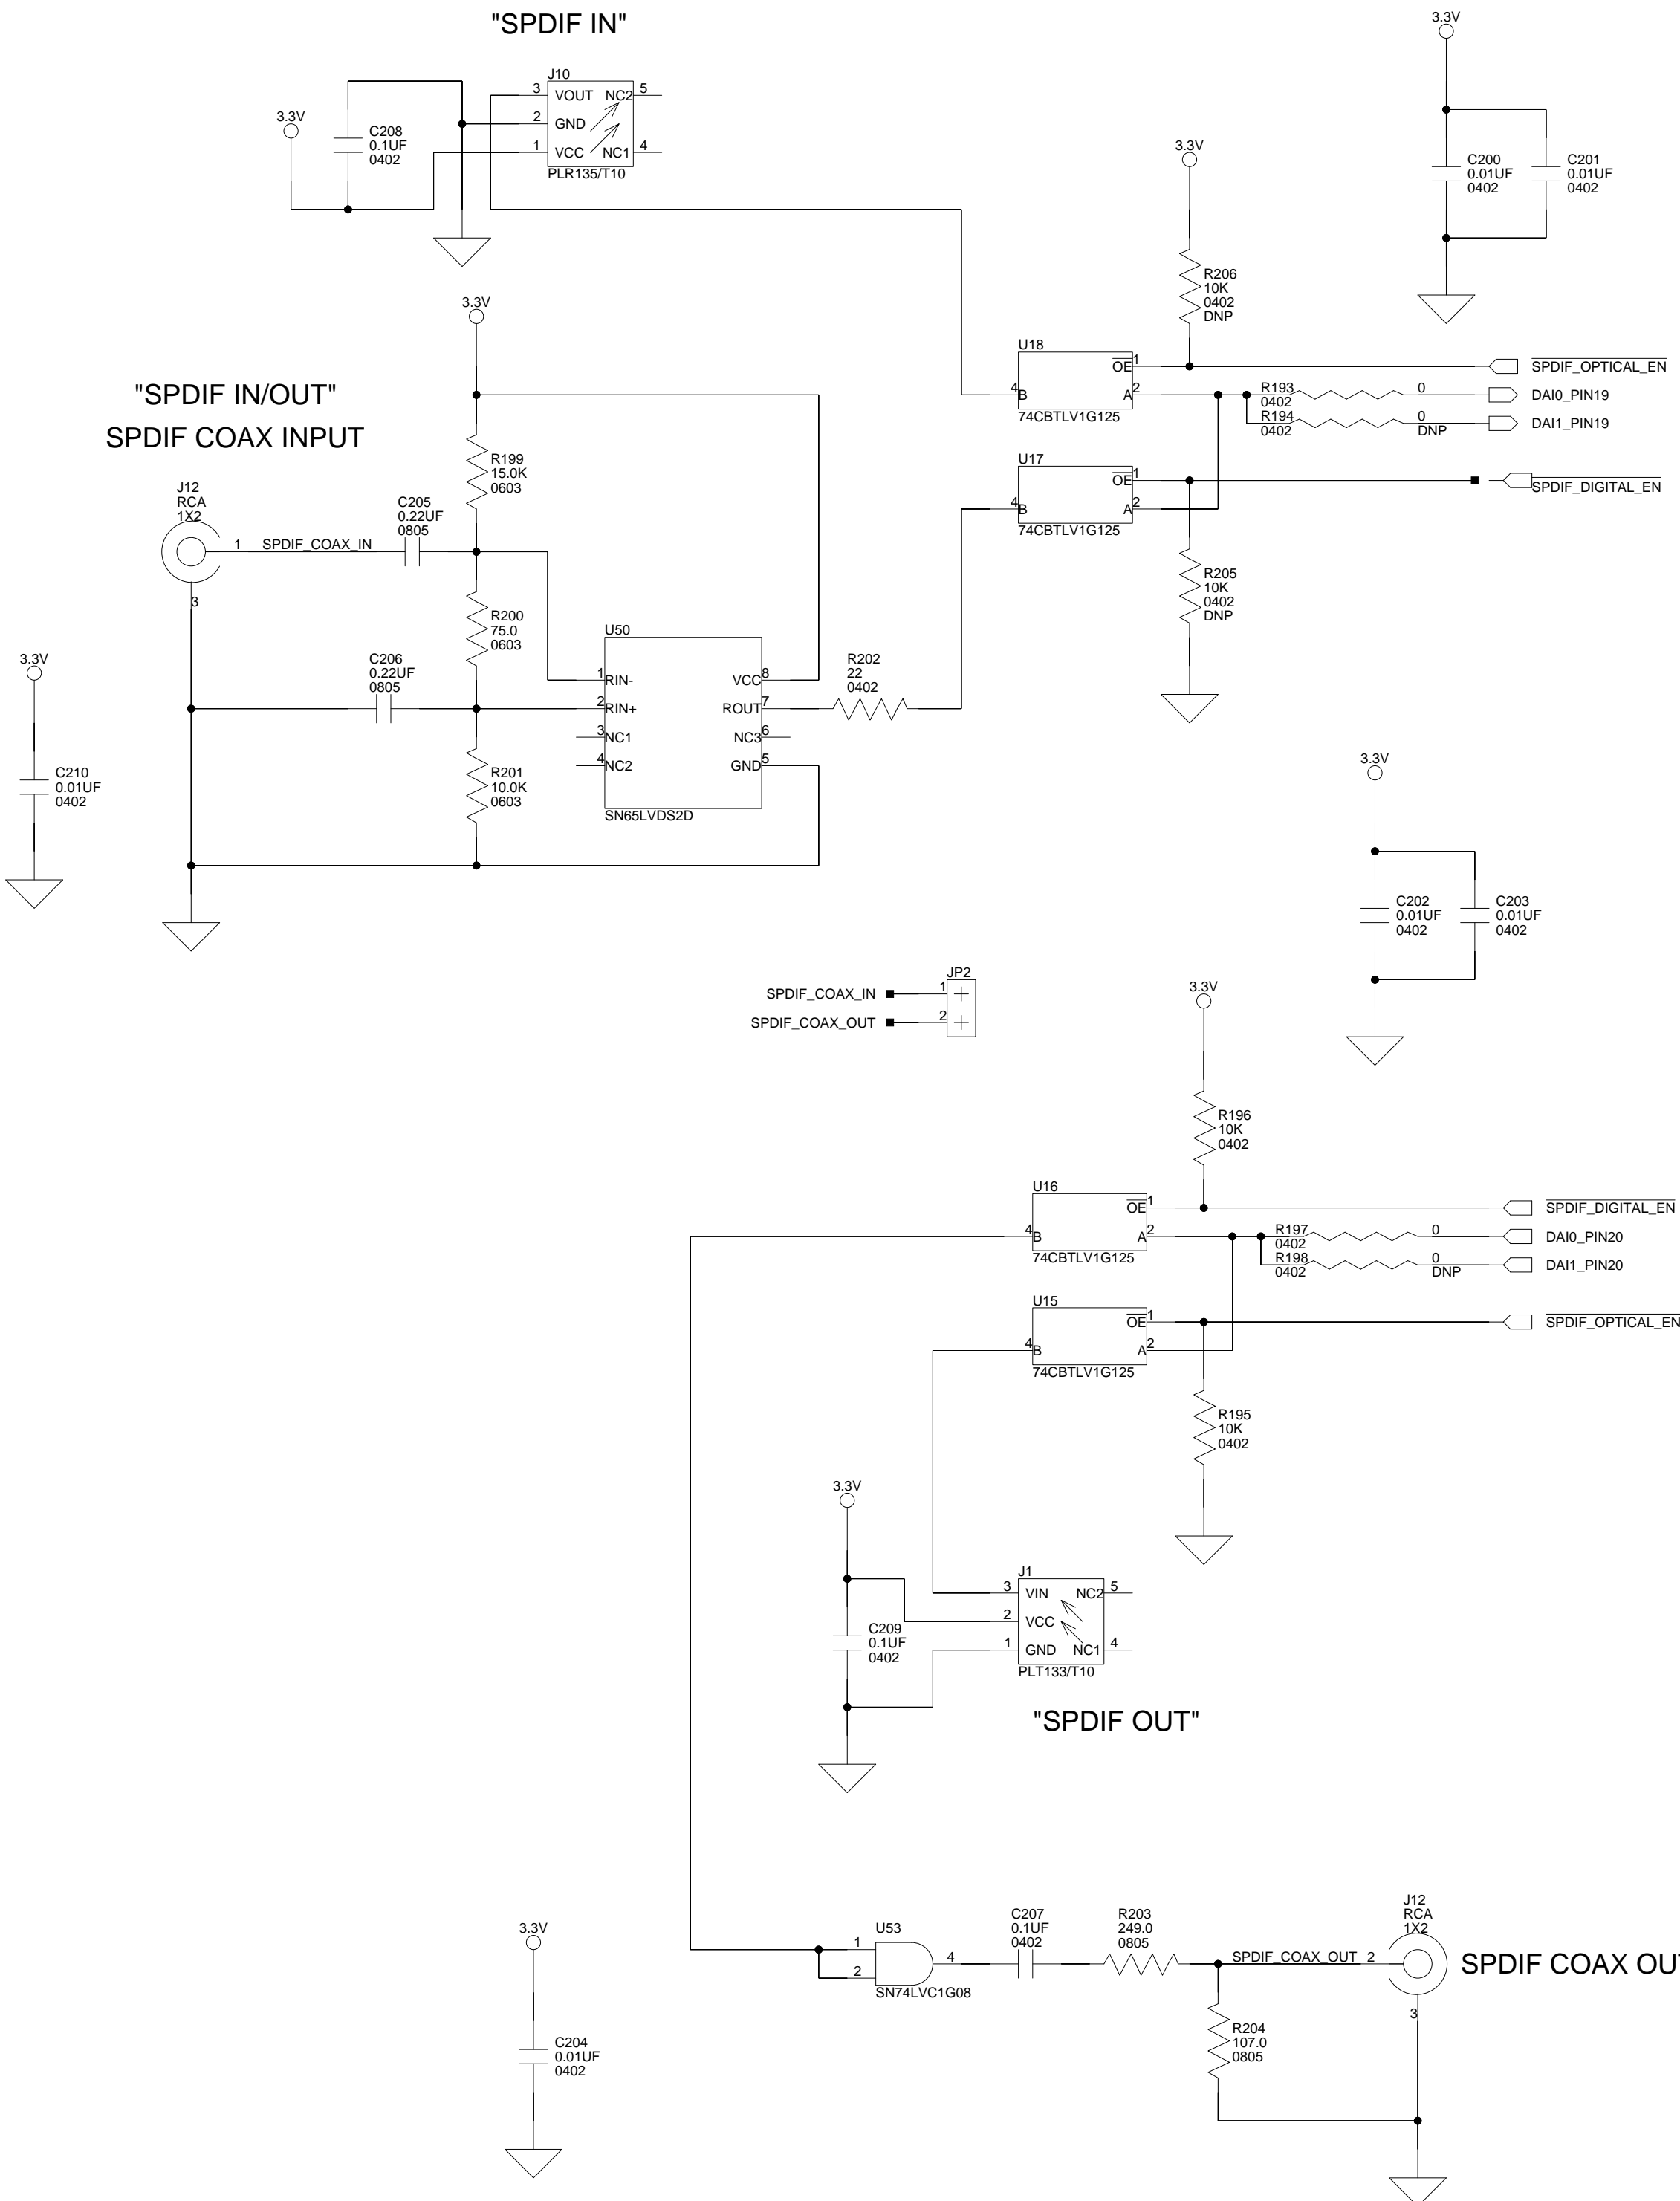 "SPDIF IN"
3.3V
C208
0.1UF
0402
J10
3 VOUT NC2 5
2 GND
1 VCC NC1 4
PLR135/T10
3.3V
C200
0.01UF
0402
C201
0.01UF
0402
3.3V
R206
10K
0402
DNP
U18
OE 1
4 B A 2
74CBTLV1G125
SPDIF_OPTICAL_EN
R193 0 DAI0_PIN19
0402
R194 0 DAI1_PIN19
0402 DNP
U17
OE 1
4 B A 2
74CBTLV1G125
SPDIF_DIGITAL_EN
R205
10K
0402
DNP
"SPDIF IN/OUT"
SPDIF COAX INPUT
3.3V
J12
RCA
1X2
1 SPDIF_COAX_IN
3
C205
0.22UF
0805
R199
15.0K
0603
R200
75.0
0603
C206
0.22UF
0805
R201
10.0K
0603
U50
1 RIN- VCC 8
2 RIN+ ROUT 7
3 NC1 NC3 6
4 NC2 GND 5
SN65LVDS2D
R202
22
0402
3.3V
C210
0.01UF
0402
3.3V
C202
0.01UF
0402
C203
0.01UF
0402
JP2
SPDIF_COAX_IN 1
SPDIF_COAX_OUT 2
3.3V
R196
10K
0402
U16
OE 1
4 B A 2
74CBTLV1G125
SPDIF_DIGITAL_EN
R197 0 DAI0_PIN20
0402
R198 0 DAI1_PIN20
0402 DNP
U15
OE 1
4 B A 2
74CBTLV1G125
SPDIF_OPTICAL_EN
R195
10K
0402
3.3V
C209
0.1UF
0402
J1
3 VIN NC2 5
2 VCC
1 GND NC1 4
PLT133/T10
"SPDIF OUT"
U53
1
2
4
SN74LVC1G08
C207
0.1UF
0402
R203
249.0
0805
SPDIF_COAX_OUT 2
J12
RCA
1X2
3
SPDIF COAX OUT
R204
107.0
0805
3.3V
C204
0.01UF
0402